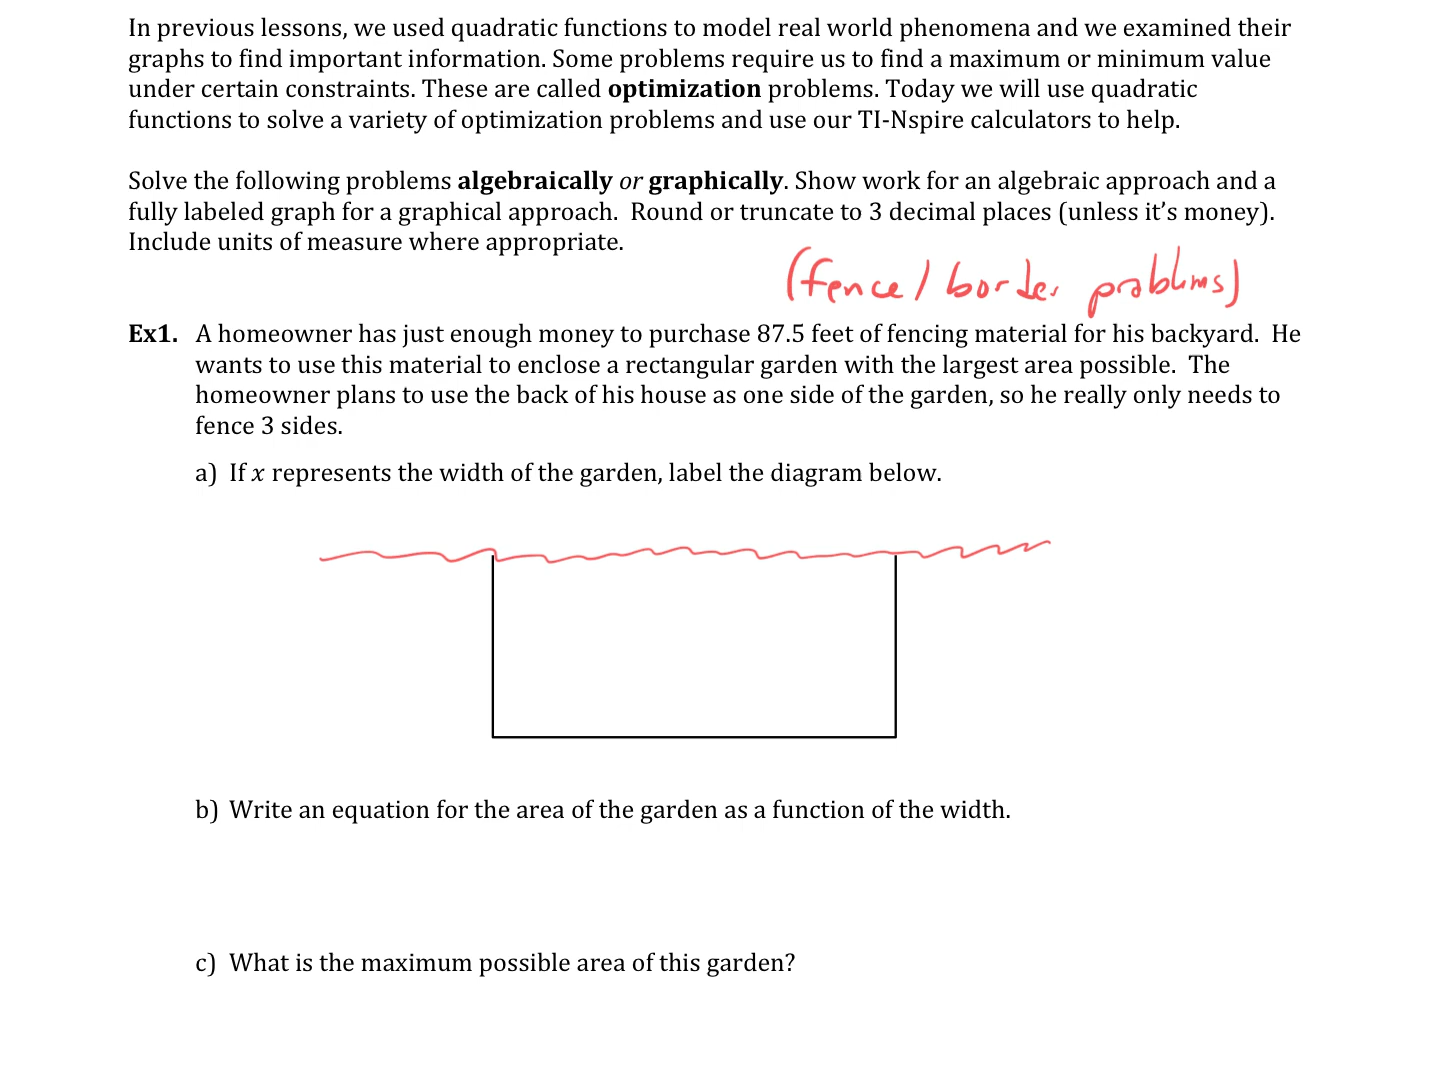 In previous lessons, we used quadratic functions to model real world phenomena and we examined their
graphs to find important information. Some problems require us to find a maximum or minimum value
under certain constraints. These are called optimization problems. Today we will use quadratic
functions to solve a variety of optimization problems and use our TI-Nspire calculators to help.
Solve the following problems algebraically or graphically. Show work for an algebraic approach and a
fully labeled graph for a graphical approach. Round or truncate to 3 decimal places (unless it's money).
Include units of measure where appropriate.
(fence/border problems)
Ex1. A homeowner has just enough money to purchase 87.5 feet of fencing material for his backyard. He
wants to use this material to enclose a rectangular garden with the largest area possible. The
homeowner plans to use the back of his house as one side of the garden, so he really only needs to
fence 3 sides.
a) If x represents the width of the garden, label the diagram below.
b) Write an equation for the area of the garden as a function of the width.
c) What is the maximum possible area of this garden?